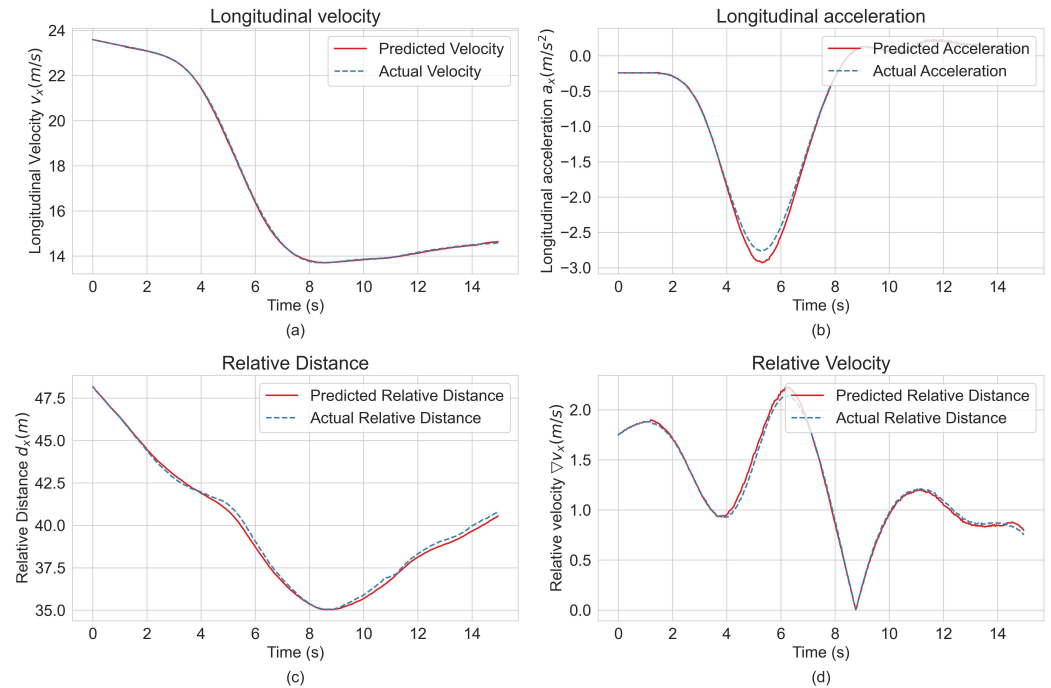 Longitudinal velocity
Longitudinal Velocity vₓ(m/s)
24
22
20
18
16
14
Predicted Velocity
Actual Velocity
0 2 4 6 8 10 12 14
Time (s)
(a)
Longitudinal acceleration
Longitudinal acceleration aₓ(m/s²)
0.0
−0.5
−1.0
−1.5
−2.0
−2.5
−3.0
Predicted Acceleration
Actual Acceleration
0 2 4 6 8 10 12 14
Time (s)
(b)
Relative Distance
Relative Distance dₓ(m)
47.5
45.0
42.5
40.0
37.5
35.0
Predicted Relative Distance
Actual Relative Distance
0 2 4 6 8 10 12 14
Time (s)
(c)
Relative Velocity
Relative velocity ▽vₓ(m/s)
2.0
1.5
1.0
0.5
0.0
Predicted Relative Distance
Actual Relative Distance
0 2 4 6 8 10 12 14
Time (s)
(d)